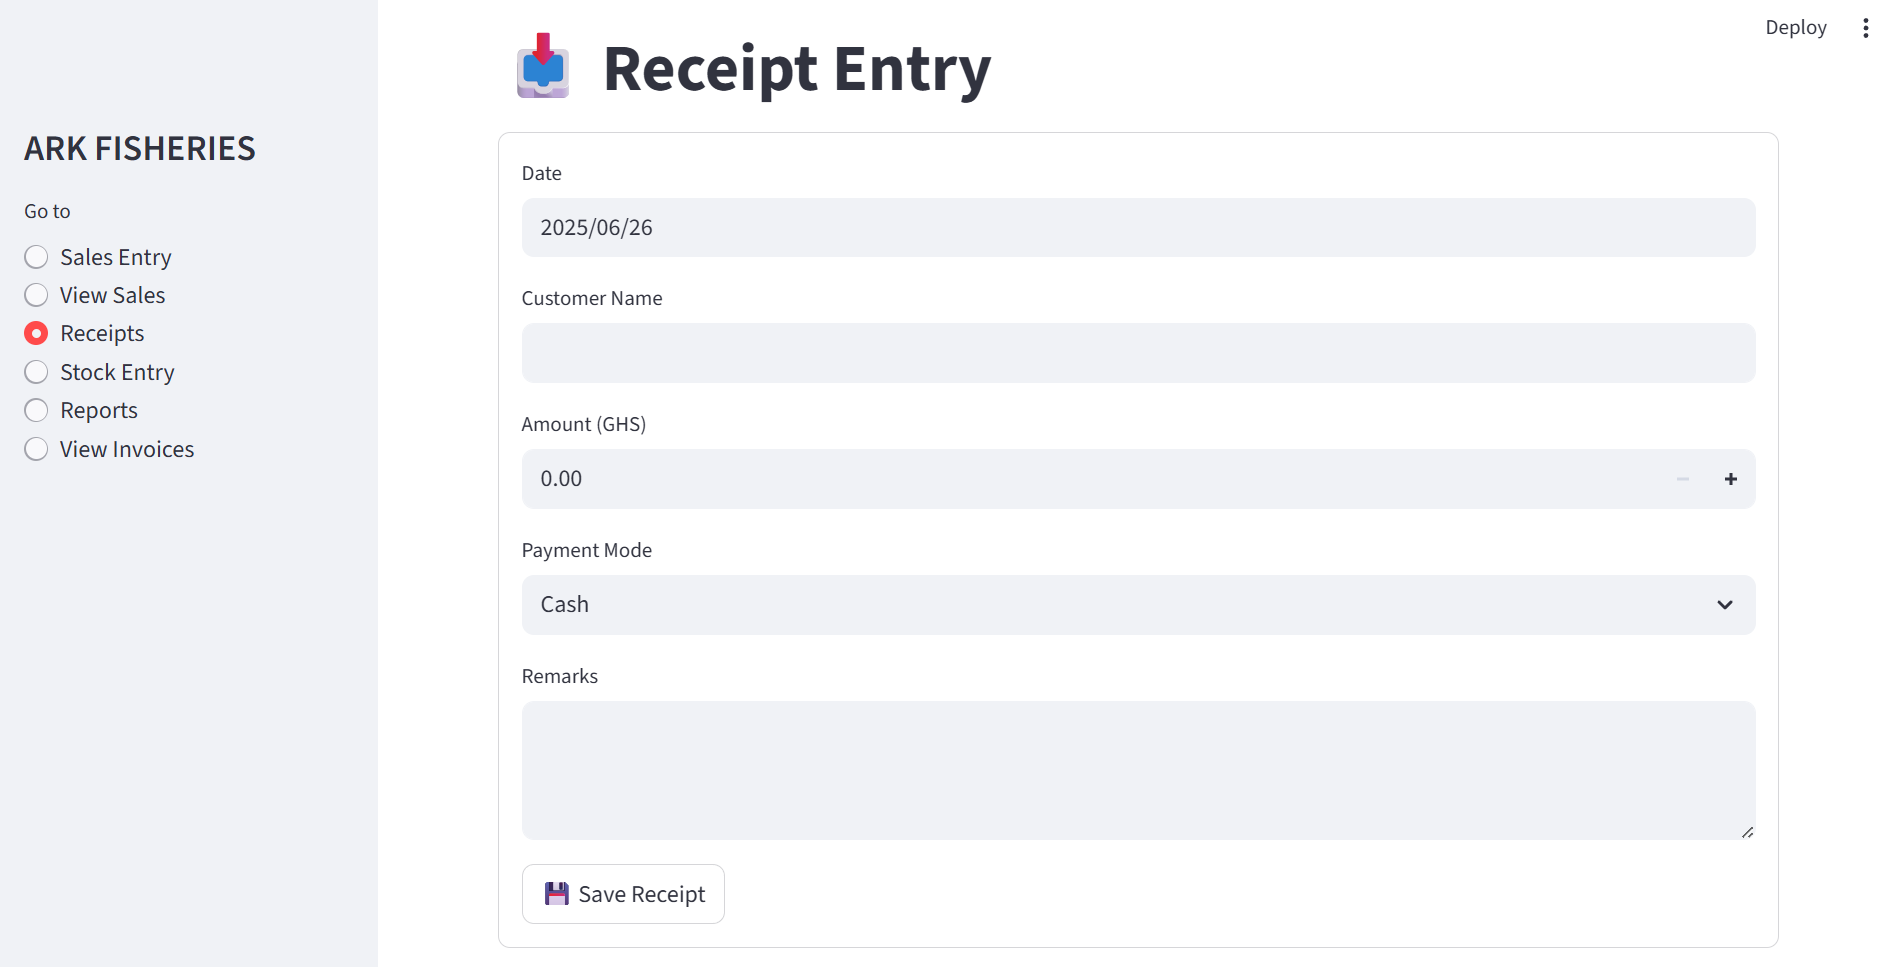 Deploy
ARK FISHERIES
Go to
Sales Entry
View Sales
Receipts
Stock Entry
Reports
View Invoices
Receipt Entry
Date
2025/06/26
Customer Name
Amount (GHS)
0.00
Payment Mode
Cash
Remarks
Save Receipt